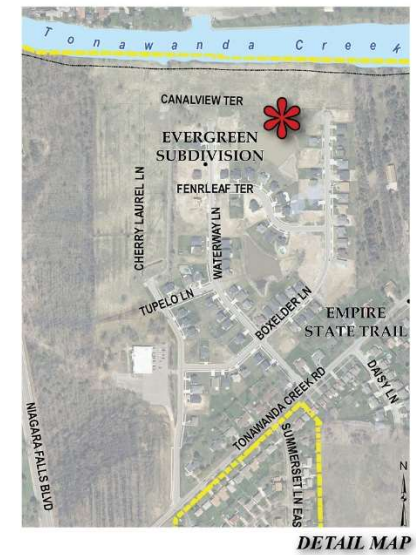 Tonawanda Creek
CANALVIEW TER
EVERGREEN
SUBDIVISION
FENRLEAF TER
CHERRY LAUREL LN
WATERWAY LN
TUPELO LN
BOXELDER LN
EMPIRE
STATE TRAIL
TONAWANDA CREEK RD
DAISY LN
NIAGARA FALLS BLVD
SUMMERSET LN EAS
N
DETAIL MAP